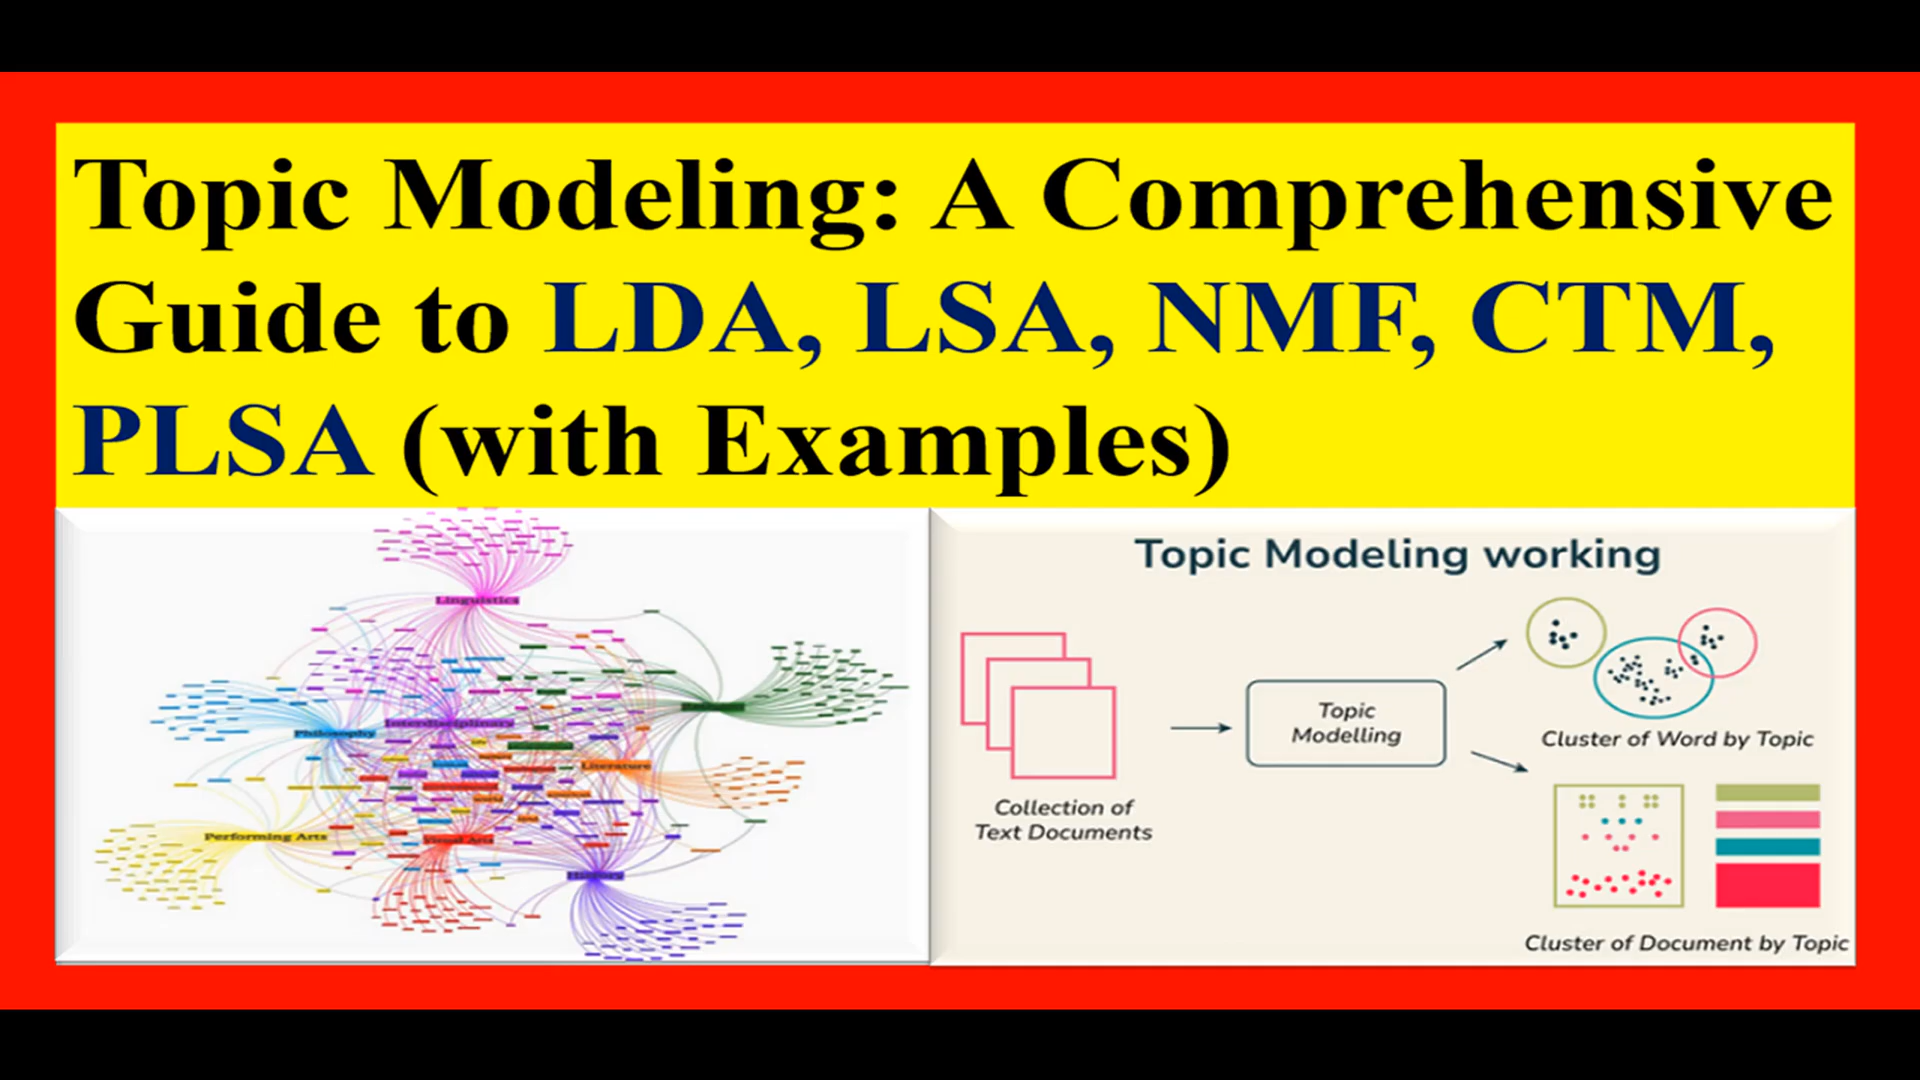 Topic Modeling: A Comprehensive
Guide to LDA, LSA, NMF, CTM,
PLSA (with Examples)
Linguistics
Interdisciplinary
Philosophy
Literature
Performing Arts
Visual Arts
History
Topic Modeling working
Topic
Modelling
Cluster of Word by Topic
Collection of
Text Documents
Cluster of Document by Topic